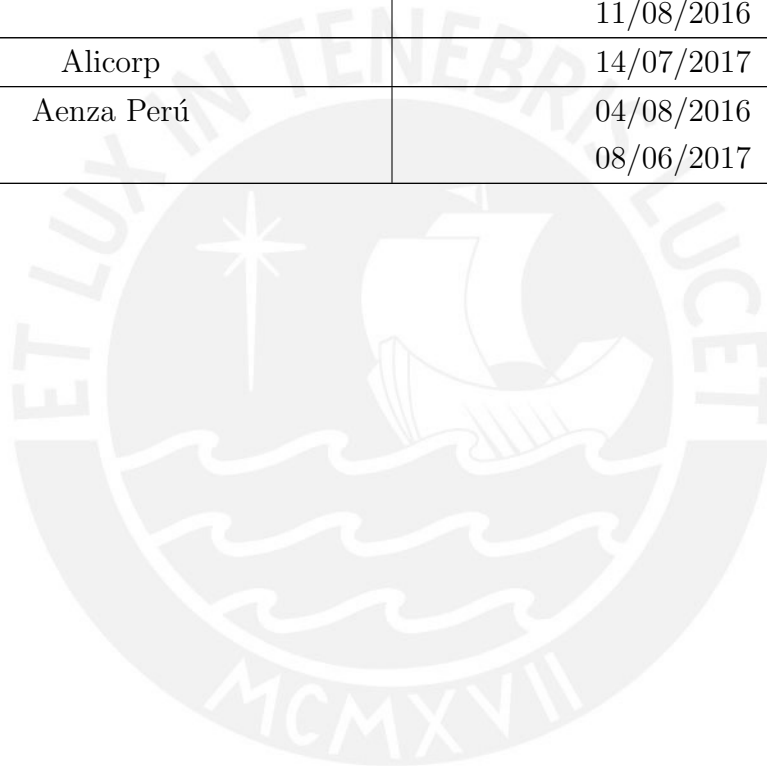 11/08/2016
Alicorp 14/07/2017
Aenza Perú 04/08/2016
08/06/2017
ET LUX IN TENEBRIS LUCET
MCMXVII